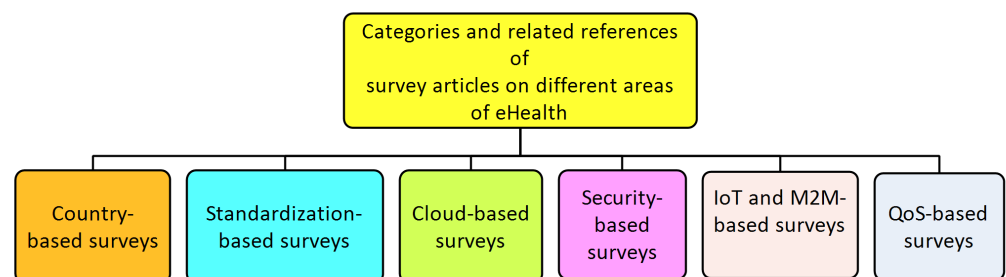 Categories and related references
of
survey articles on different areas
of eHealth
Country-
based surveys
Standardization-
based surveys
Cloud-based
surveys
Security-
based
surveys
IoT and M2M-
based surveys
QoS-based
surveys